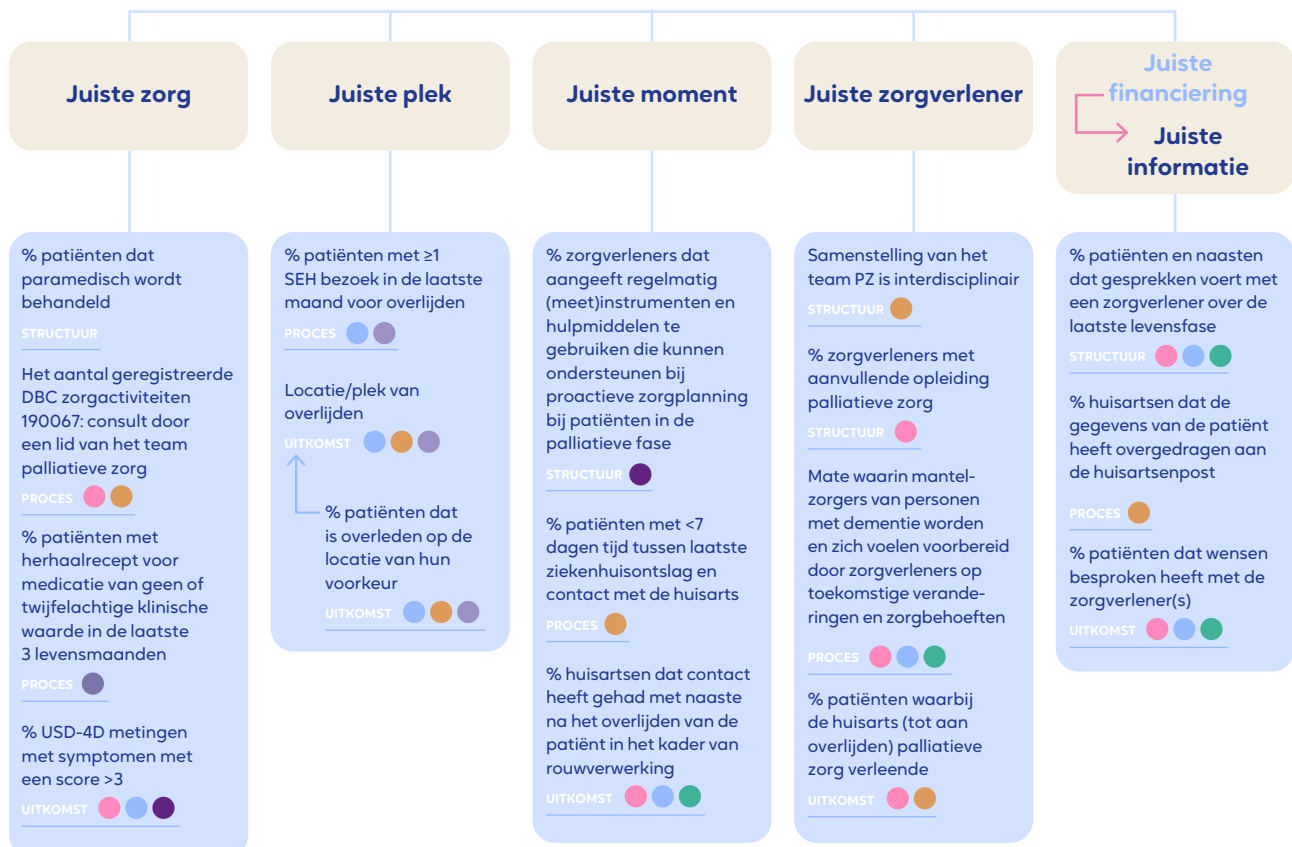 Juiste zorg
% patiënten dat
paramedisch wordt
behandeld
STRUCTUUR
Het aantal geregistreerde
DBC zorgactiviteiten
190067: consult door
een lid van het team
palliatieve zorg
PROCES
% patiënten met
herhaalrecept voor
medicatie van geen of
twijfelachtige klinische
waarde in de laatste
3 levensmaanden
PROCES
% USD-4D metingen
met symptomen met
een score >3
UITKOMST
Juiste plek
% patiënten met ≥1
SEH bezoek in de laatste
maand voor overlijden
PROCES
Locatie/plek van
overlijden
UITKOMST
% patiënten dat
is overleden op de
locatie van hun
voorkeur
UITKOMST
Juiste moment
% zorgverleners dat
aangeeft regelmatig
(meet)instrumenten en
hulpmiddelen te
gebruiken die kunnen
ondersteunen bij
proactieve zorgplanning
bij patiënten in de
palliatieve fase
STRUCTUUR
% patiënten met <7
dagen tijd tussen laatste
ziekenhuisontslag en
contact met de huisarts
PROCES
% huisartsen dat contact
heeft gehad met naaste
na het overlijden van de
patiënt in het kader van
rouwverwerking
UITKOMST
Juiste zorgverlener
Samenstelling van het
team PZ is interdisciplinair
STRUCTUUR
% zorgverleners met
aanvullende opleiding
palliatieve zorg
STRUCTUUR
Mate waarin mantel-
zorgers van personen
met dementie worden
en zich voelen voorbereid
door zorgverleners op
toekomstige verande-
ringen en zorgbehoeften
PROCES
% patiënten waarbij
de huisarts (tot aan
overlijden) palliatieve
zorg verleende
UITKOMST
Juiste
financiering
Juiste
informatie
% patiënten en naasten
dat gesprekken voert met
een zorgverlener over de
laatste levensfase
STRUCTUUR
% huisartsen dat de
gegevens van de patiënt
heeft overgedragen aan
de huisartsenpost
PROCES
% patiënten dat wensen
besproken heeft met de
zorgverlener(s)
UITKOMST